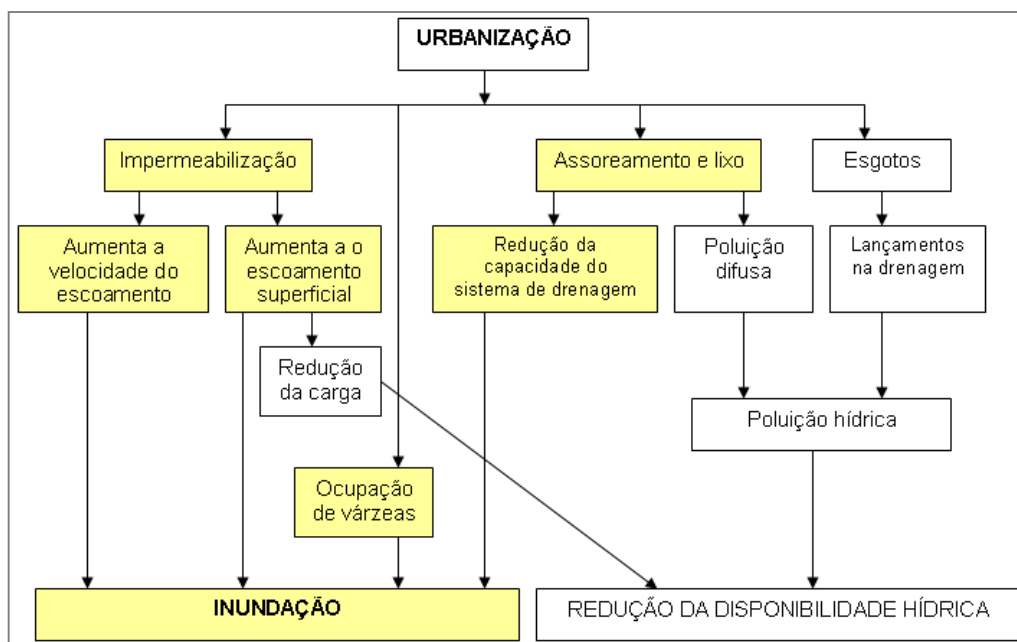 URBANIZAÇÃO
Impermeabilização
Assoreamento e lixo
Esgotos
Aumenta a
velocidade do
escoamento
Aumenta a o
escoamento
superficial
Redução da
capacidade do
sistema de drenagem
Poluição
difusa
Lançamentos
na drenagem
Redução
da carga
Poluição hídrica
Ocupação
de várzeas
INUNDAÇÃO
REDUÇÃO DA DISPONIBILIDADE HÍDRICA